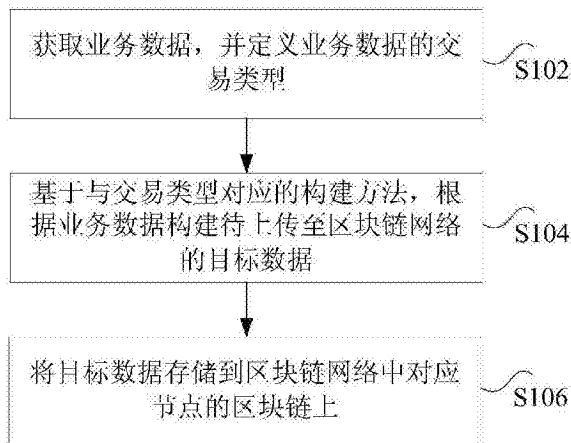 获取业务数据，并定义业务数据的交
易类型
S102
基于与交易类型对应的构建方法，根
据业务数据构建待上传至区块链网络
的目标数据
S104
将目标数据存储到区块链网络中对应
节点的区块链上
S106